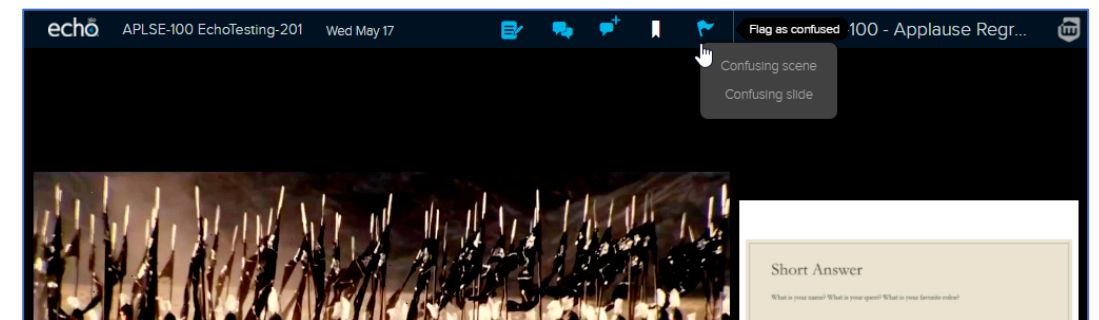 echo APLSE-100 EchoTesting-201 Wed May 17 Flag as confused -100 - Applause Regr...
Confusing scene
Confusing slide
Short Answer
What is your name? What is your quest? What is your favorite color?